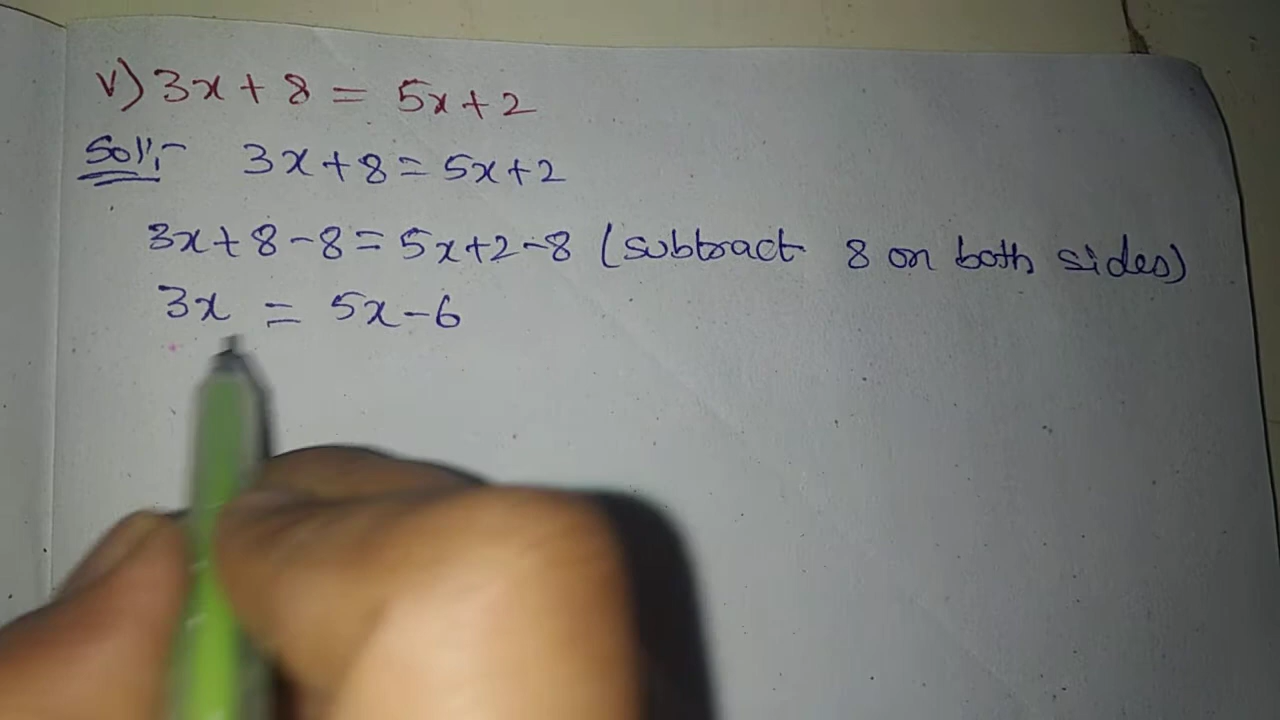 v) 3x + 8 = 5x + 2
Sol:- 3x + 8 = 5x + 2
3x + 8 - 8 = 5x + 2 - 8 (subtract 8 on both sides)
3x = 5x - 6